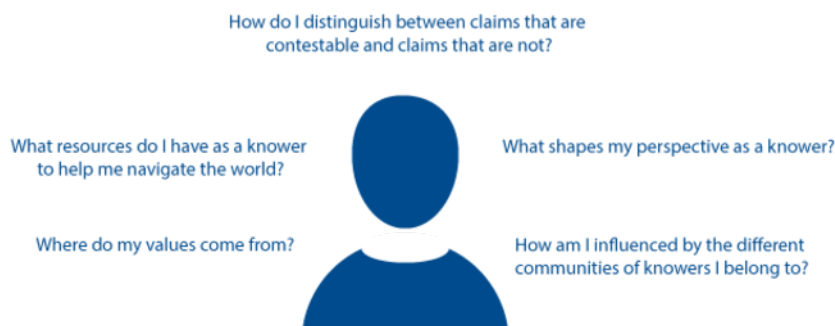 How do I distinguish between claims that are
contestable and claims that are not?
What resources do I have as a knower
to help me navigate the world?
What shapes my perspective as a knower?
Where do my values come from?
How am I influenced by the different
communities of knowers I belong to?